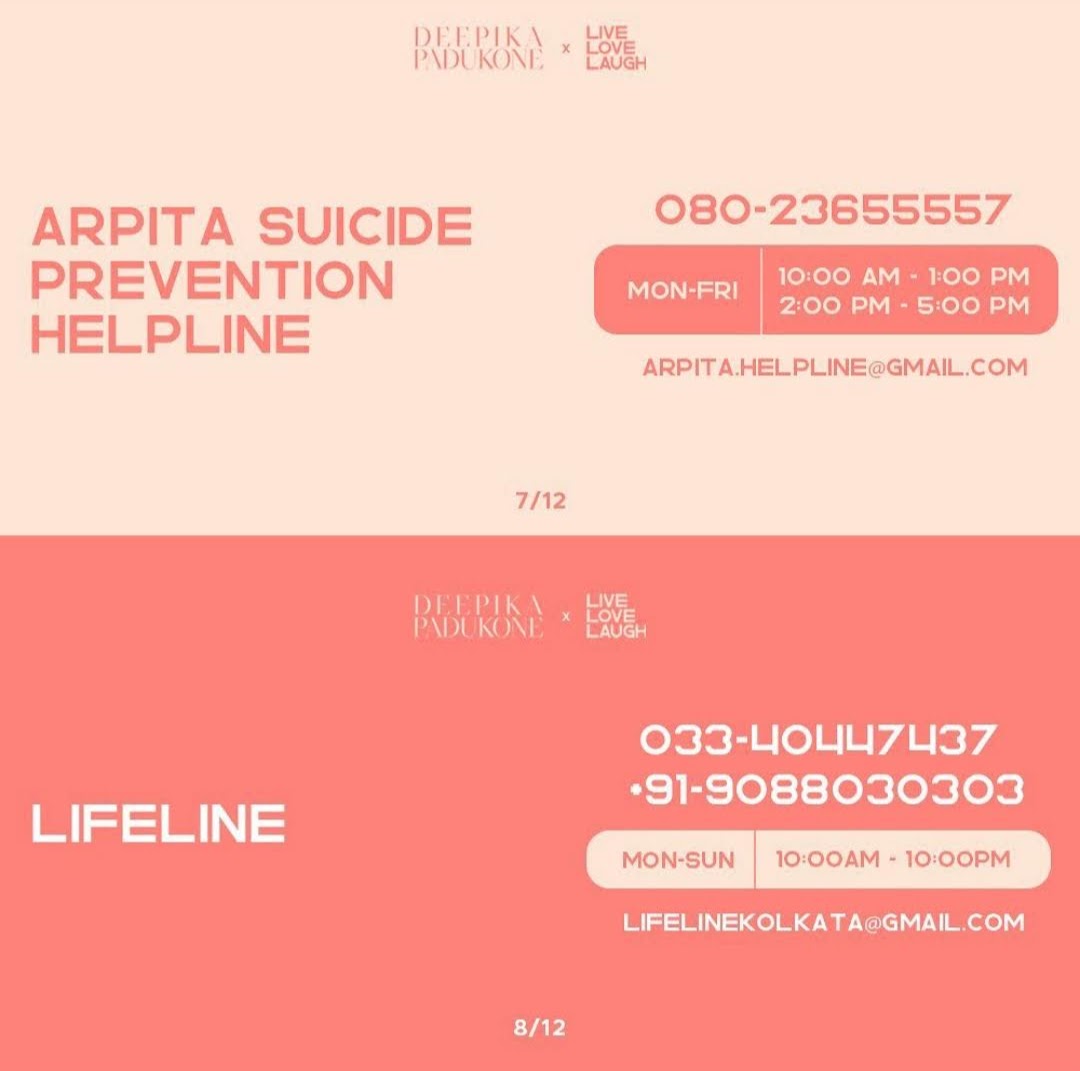 DEEPIKA PADUKONE x LIVE LOVE LAUGH
ARPITA SUICIDE
PREVENTION
HELPLINE
080-23655557
MON-FRI
10:00 AM - 1:00 PM
2:00 PM - 5:00 PM
ARPITA.HELPLINE@GMAIL.COM
7/12
DEEPIKA PADUKONE x LIVE LOVE LAUGH
LIFELINE
033-40447437
+91-9088030303
MON-SUN
10:00AM - 10:00PM
LIFELINEKOLKATA@GMAIL.COM
8/12